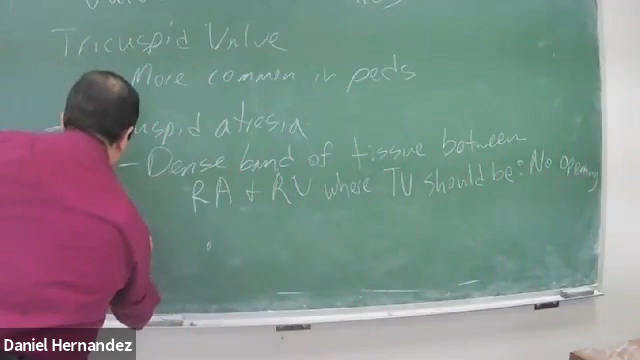 Tricuspid Valve
More common in peds
uspid atresia
- Dense band of tissue between
RA + RV where TV should be: No opening
Daniel Hernandez